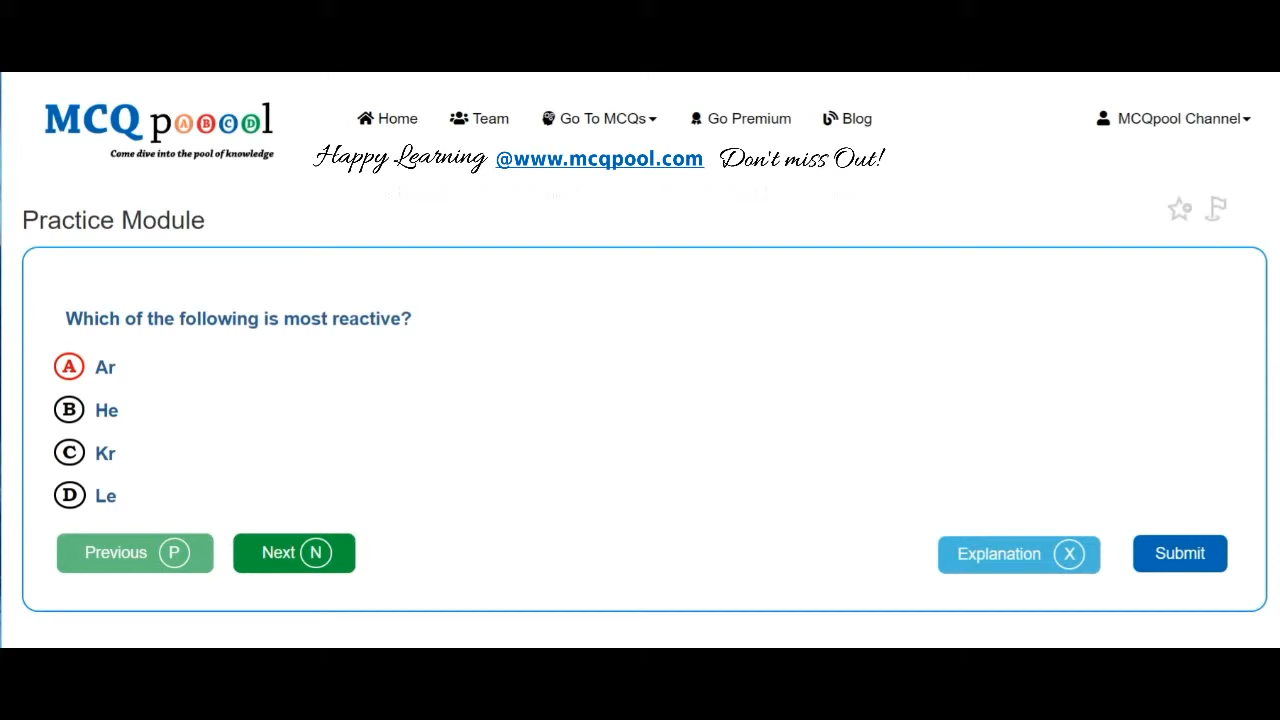 MCQ pABCDl
Come dive into the pool of knowledge
Home Team Go To MCQs Go Premium Blog MCQpool Channel
Happy Learning @www.mcqpool.com Don't miss Out!
Practice Module
Which of the following is most reactive?
A Ar
B He
C Kr
D Le
Previous P Next N Explanation X Submit